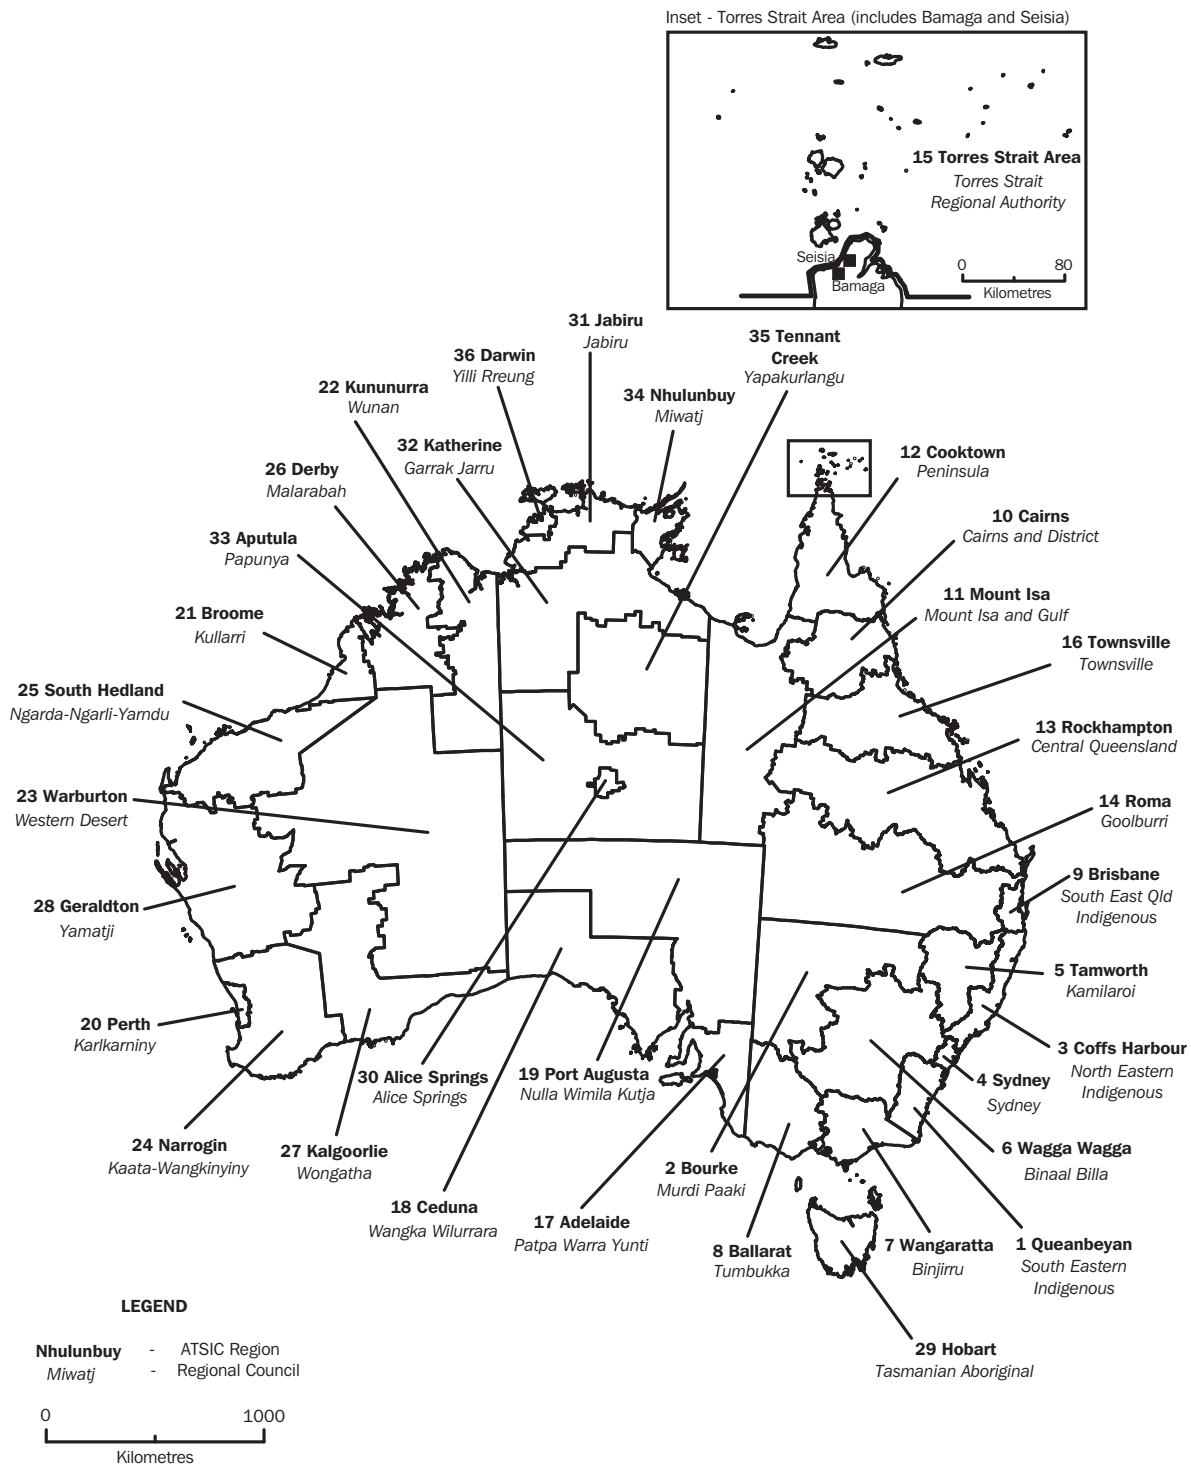 Inset - Torres Strait Area (includes Bamaga and Seisia)
15 Torres Strait Area
Torres Strait
Regional Authority
Seisia
Bamaga
0 80
Kilometres
31 Jabiru
Jabiru
35 Tennant
Creek
Yapakurlangu
36 Darwin
Yilli Rreung
22 Kununurra
Wunan
34 Nhulunbuy
Miwatj
32 Katherine
Garrak Jarru
12 Cooktown
Peninsula
26 Derby
Malarabah
10 Cairns
Cairns and District
33 Aputula
Papunya
11 Mount Isa
Mount Isa and Gulf
21 Broome
Kullarri
16 Townsville
Townsville
25 South Hedland
Ngarda-Ngarli-Yarndu
13 Rockhampton
Central Queensland
23 Warburton
Western Desert
14 Roma
Goolburri
9 Brisbane
South East Qld
Indigenous
28 Geraldton
Yamatji
5 Tamworth
Kamilaroi
20 Perth
Karlkarniny
3 Coffs Harbour
North Eastern
Indigenous
30 Alice Springs
Alice Springs
19 Port Augusta
Nulla Wimila Kutja
4 Sydney
Sydney
24 Narrogin
Kaata-Wangkinyiny
27 Kalgoorlie
Wongatha
2 Bourke
Murdi Paaki
6 Wagga Wagga
Binaal Billa
18 Ceduna
Wangka Wilurrara
17 Adelaide
Patpa Warra Yunti
8 Ballarat
Tumbukka
7 Wangaratta
Binjirru
1 Queanbeyan
South Eastern
Indigenous
29 Hobart
Tasmanian Aboriginal
LEGEND
Nhulunbuy - ATSIC Region
Miwatj - Regional Council
0 1000
Kilometres